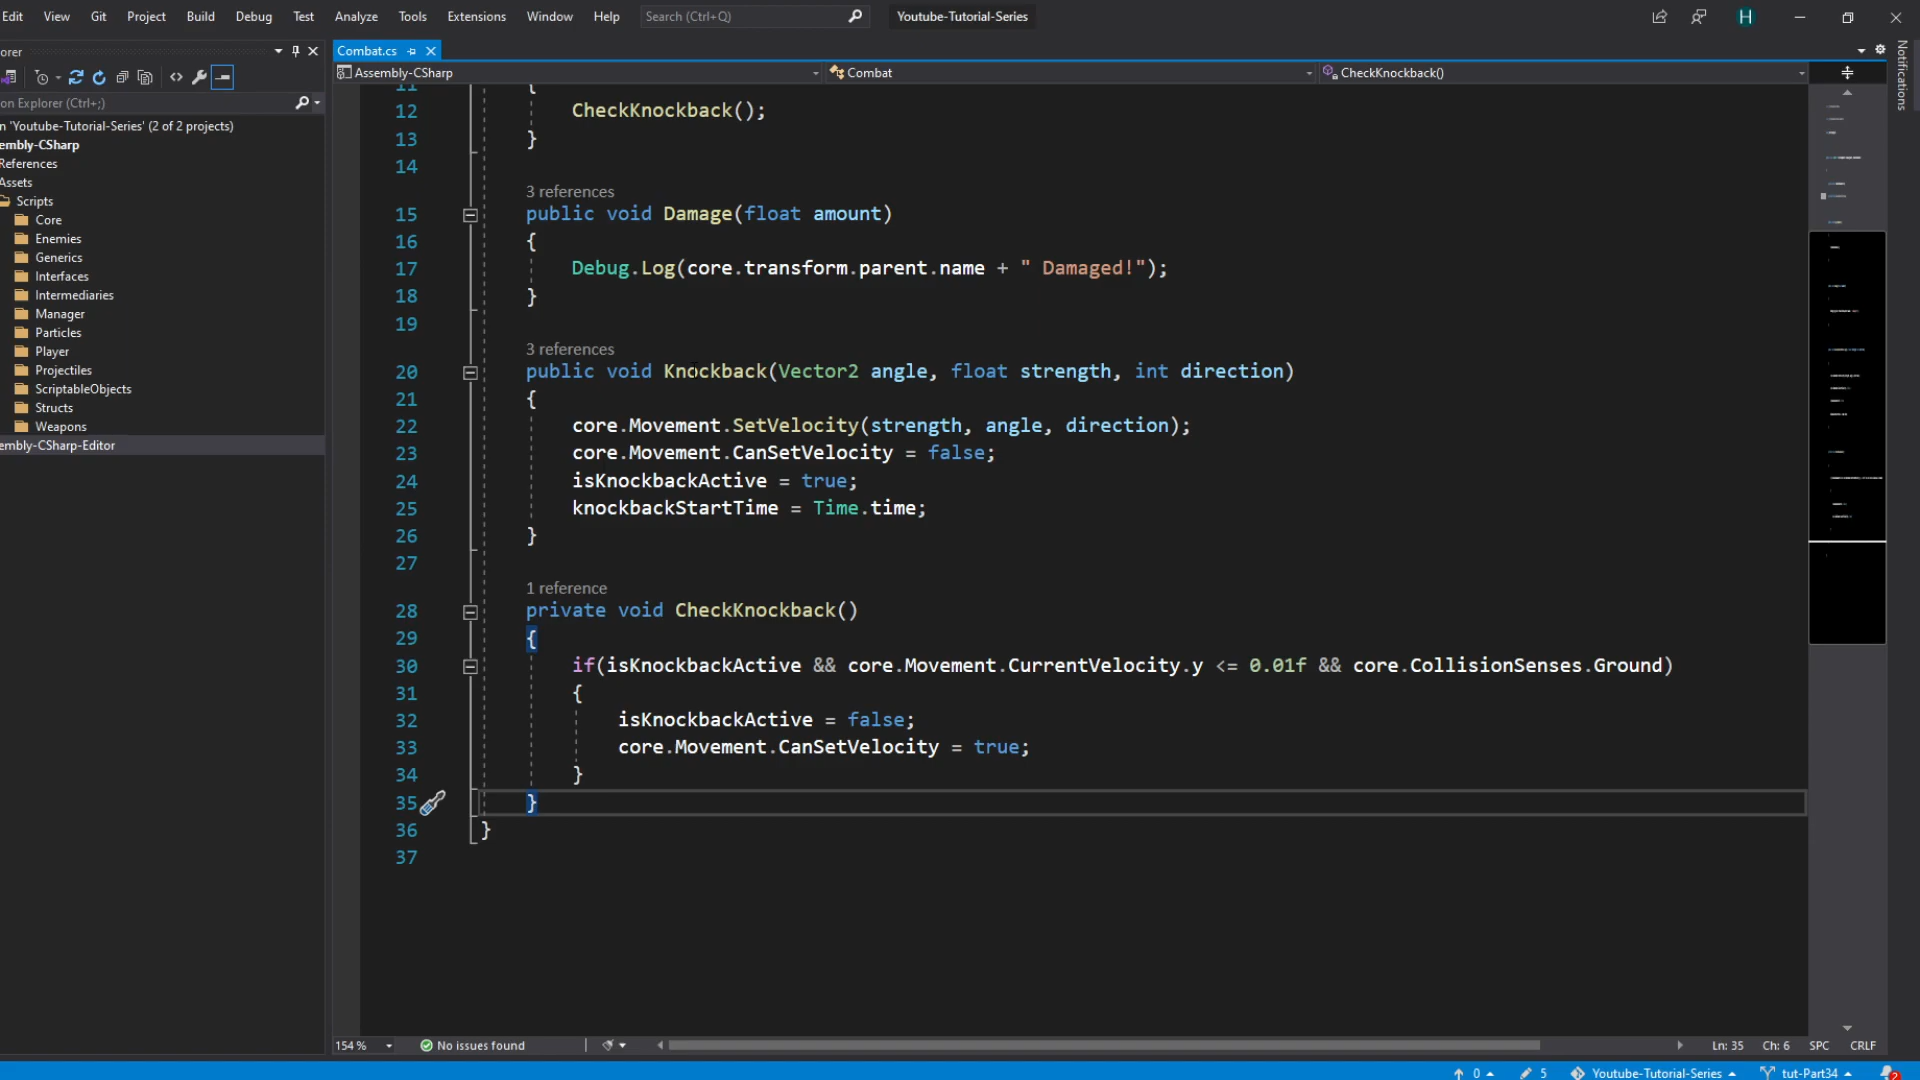 Edit View Git Project Build Debug Test Analyze Tools Extensions Window Help Search (Ctrl+Q) Youtube-Tutorial-Series H
orer
Combat.cs
Notifications
Assembly-CSharp Combat CheckKnockback()
on Explorer (Ctrl+;)
n 'Youtube-Tutorial-Series' (2 of 2 projects)
embly-CSharp
References
Assets
Scripts
Core
Enemies
Generics
Interfaces
Intermediaries
Manager
Particles
Player
Projectiles
ScriptableObjects
Structs
Weapons
embly-CSharp-Editor
11 {
12 CheckKnockback();
13 }
14
3 references
15 public void Damage(float amount)
16 {
17 Debug.Log(core.transform.parent.name + " Damaged!");
18 }
19
3 references
20 public void Knockback(Vector2 angle, float strength, int direction)
21 {
22 core.Movement.SetVelocity(strength, angle, direction);
23 core.Movement.CanSetVelocity = false;
24 isKnockbackActive = true;
25 knockbackStartTime = Time.time;
26 }
27
1 reference
28 private void CheckKnockback()
29 {
30 if(isKnockbackActive && core.Movement.CurrentVelocity.y <= 0.01f && core.CollisionSenses.Ground)
31 {
32 isKnockbackActive = false;
33 core.Movement.CanSetVelocity = true;
34 }
35 }
36 }
37
154 % No issues found Ln: 35 Ch: 6 SPC CRLF
0 5 Youtube-Tutorial-Series tut-Part34 2